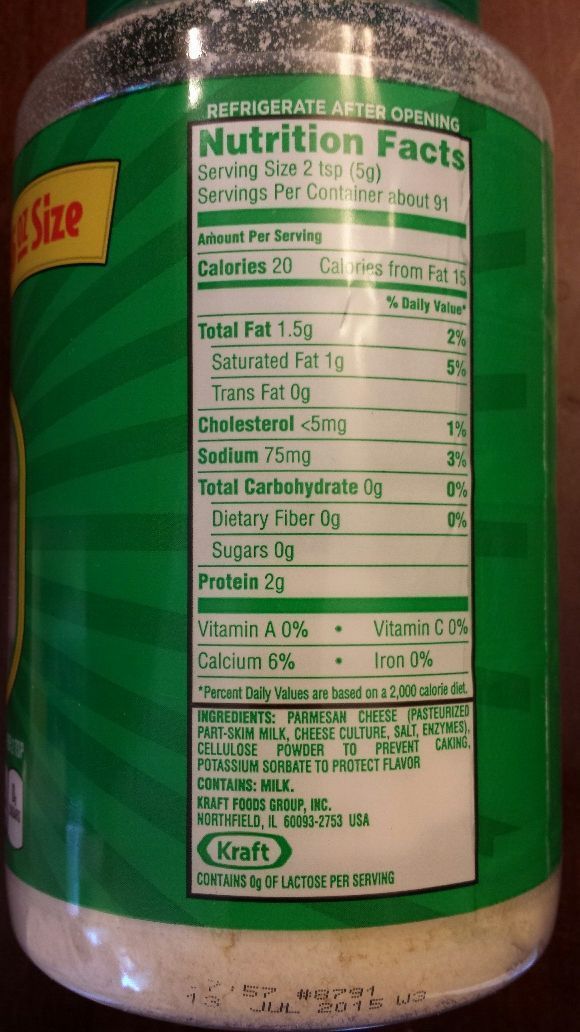 REFRIGERATE AFTER OPENING
Nutrition Facts
Serving Size 2 tsp (5g)
Servings Per Container about 91
Amount Per Serving
Calories 20 Calories from Fat 15
% Daily Value*
Total Fat 1.5g 2%
Saturated Fat 1g 5%
Trans Fat 0g
Cholesterol <5mg 1%
Sodium 75mg 3%
Total Carbohydrate 0g 0%
Dietary Fiber 0g 0%
Sugars 0g
Protein 2g
Vitamin A 0% • Vitamin C 0%
Calcium 6% • Iron 0%
*Percent Daily Values are based on a 2,000 calorie diet.
INGREDIENTS: PARMESAN CHEESE (PASTEURIZED
PART-SKIM MILK, CHEESE CULTURE, SALT, ENZYMES),
CELLULOSE POWDER TO PREVENT CAKING,
POTASSIUM SORBATE TO PROTECT FLAVOR
CONTAINS: MILK.
KRAFT FOODS GROUP, INC.
NORTHFIELD, IL 60093-2753 USA
Kraft
CONTAINS 0g OF LACTOSE PER SERVING
oz Size
#8791
13 JUL 2015